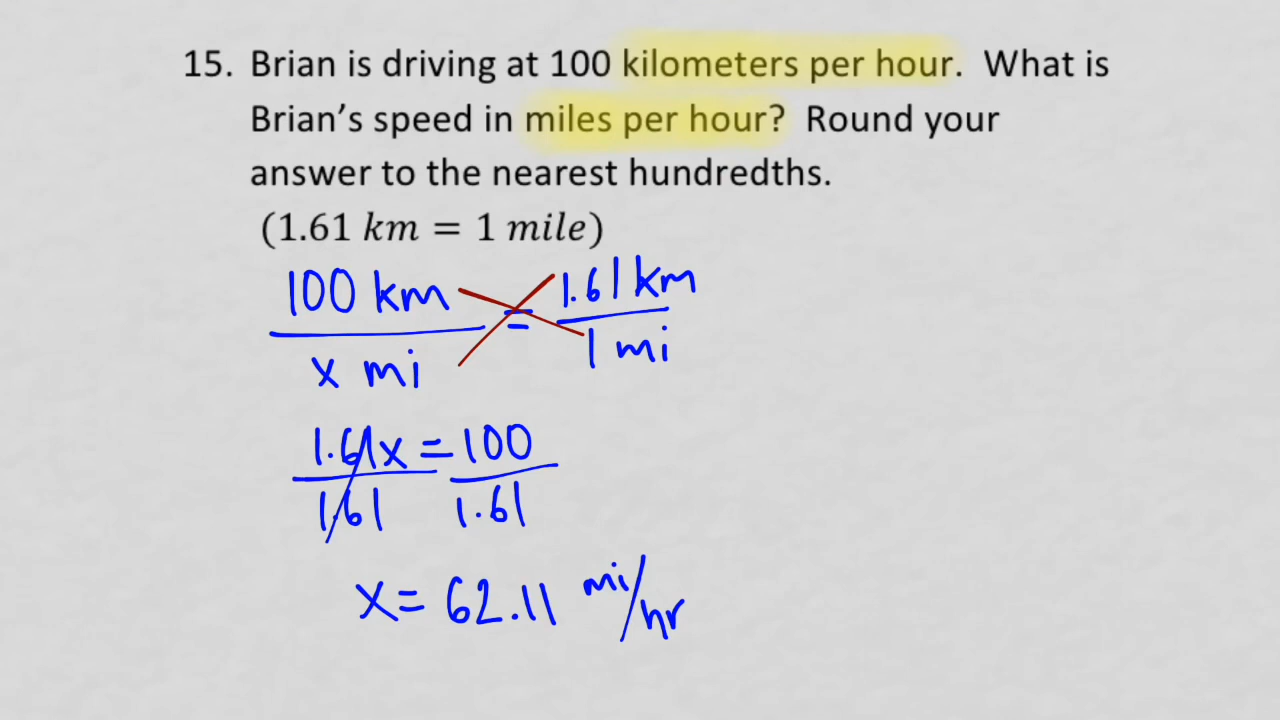 15. Brian is driving at 100 kilometers per hour. What is
Brian's speed in miles per hour? Round your
answer to the nearest hundredths.
(1.61 km = 1 mile)
100 km / x mi = 1.61 km / 1 mi
1.61x / 1.61 = 100 / 1.61
x = 62.11 mi/hr